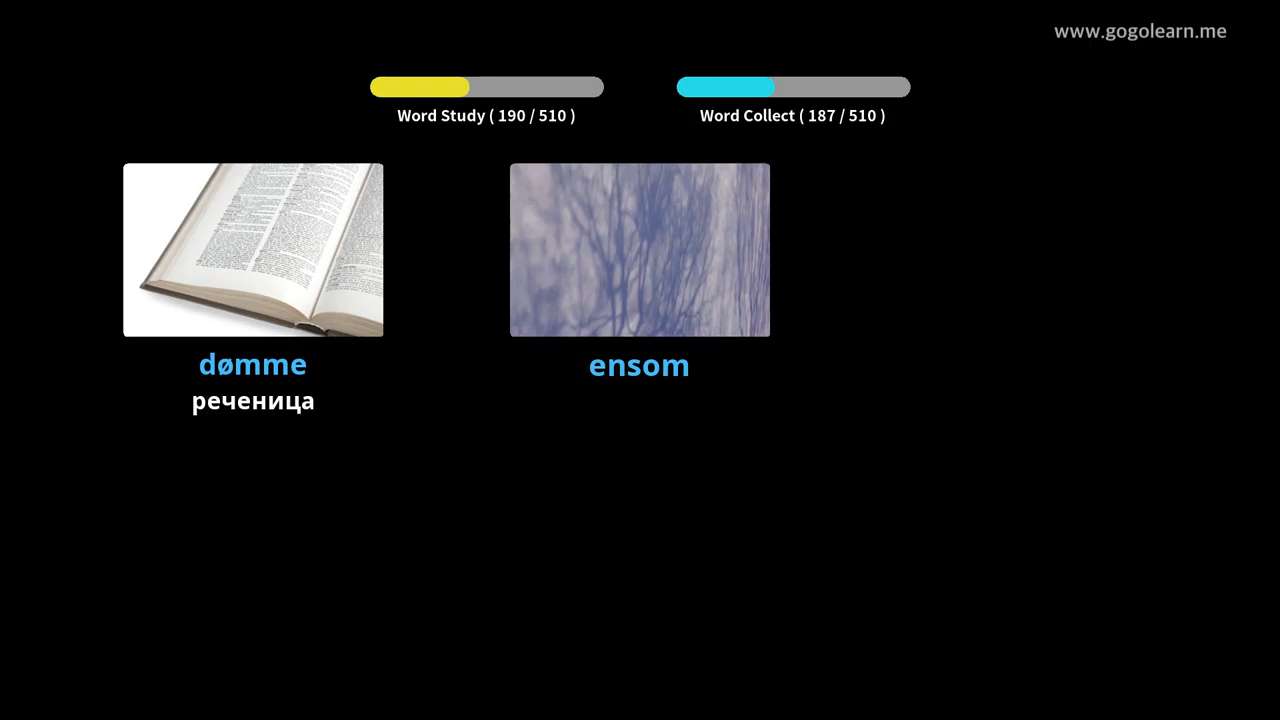 www.gogolearn.me
Word Study ( 190 / 510 )
Word Collect ( 187 / 510 )
dømme
ensom
реченица